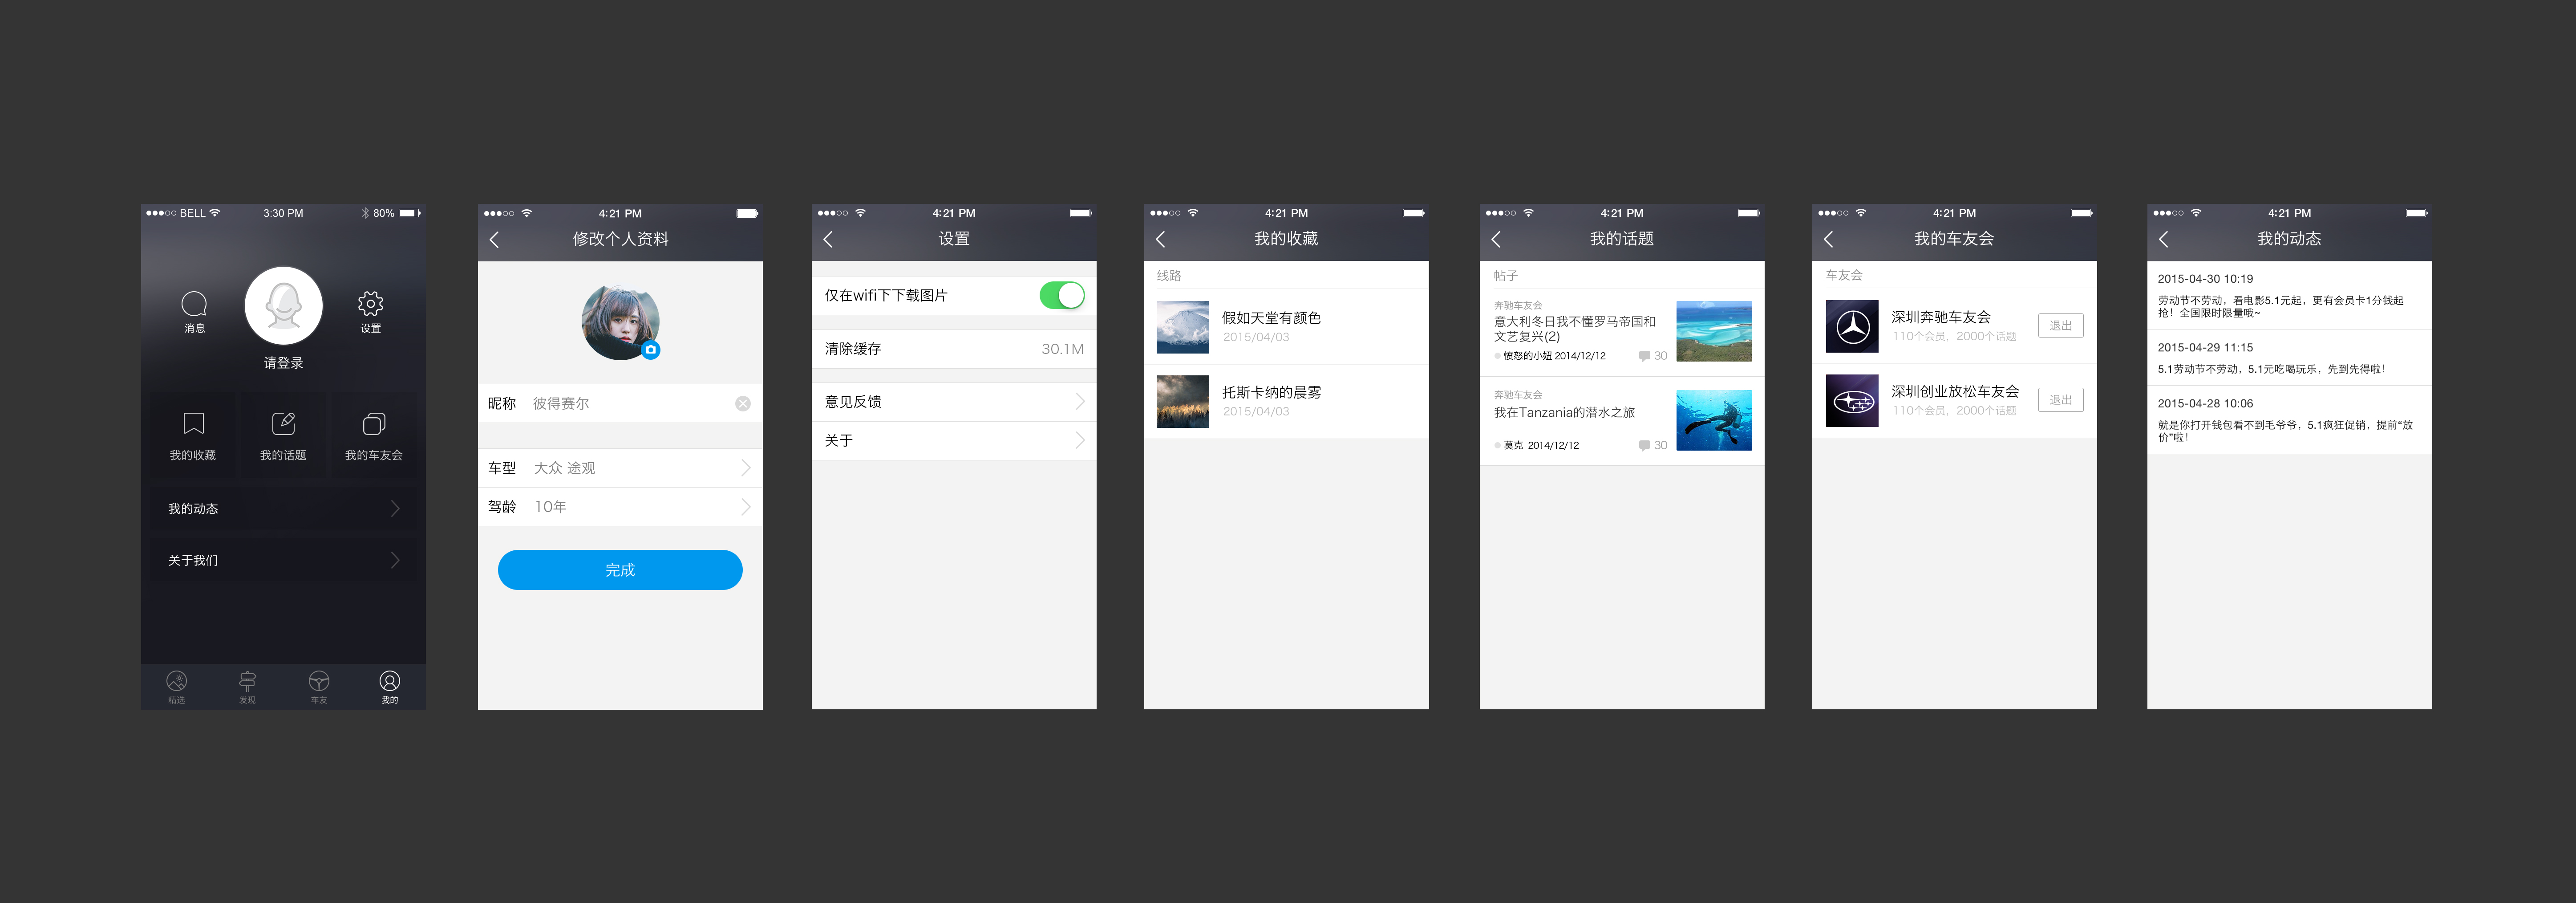 BELL
3:30 PM
80%
消息
设置
请登录
我的收藏
我的话题
我的车友会
我的动态
关于我们
精选
发现
车友
我的
4:21 PM
修改个人资料
昵称 彼得赛尔
车型 大众 途观
驾龄 10年
完成
4:21 PM
设置
仅在wifi下下载图片
清除缓存 30.1M
意见反馈
关于
4:21 PM
我的收藏
线路
假如天堂有颜色
2015/04/03
托斯卡纳的晨雾
2015/04/03
4:21 PM
我的话题
帖子
奔驰车友会
意大利冬日我不懂罗马帝国和
文艺复兴(2)
愤怒的小妞 2014/12/12 30
奔驰车友会
我在Tanzania的潜水之旅
莫克 2014/12/12 30
4:21 PM
我的车友会
车友会
深圳奔驰车友会
110个会员，2000个话题
退出
深圳创业放松车友会
110个会员，2000个话题
退出
4:21 PM
我的动态
2015-04-30 10:19
劳动节不劳动，看电影5.1元起，更有会员卡1分钱起
抢！全国限时限量哦~
2015-04-29 11:15
5.1劳动节不劳动，5.1元吃喝玩乐，先到先得啦！
2015-04-28 10:06
就是你打开钱包看不到毛爷爷，5.1疯狂促销，提前“放
价”啦！